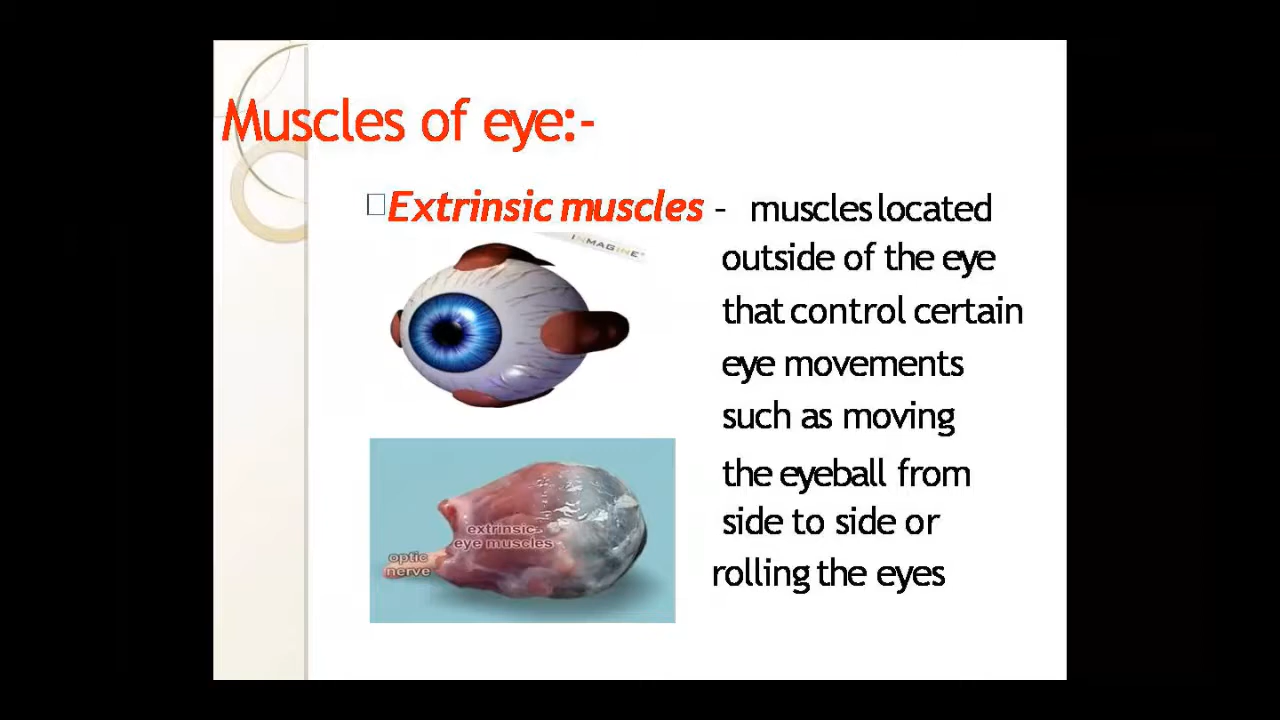 Muscles of eye:-
Extrinsic muscles - muscles located
outside of the eye
that control certain
eye movements
such as moving
the eyeball from
side to side or
rolling the eyes
INMAGINE
extrinsic-
eye muscles
optic
nerve